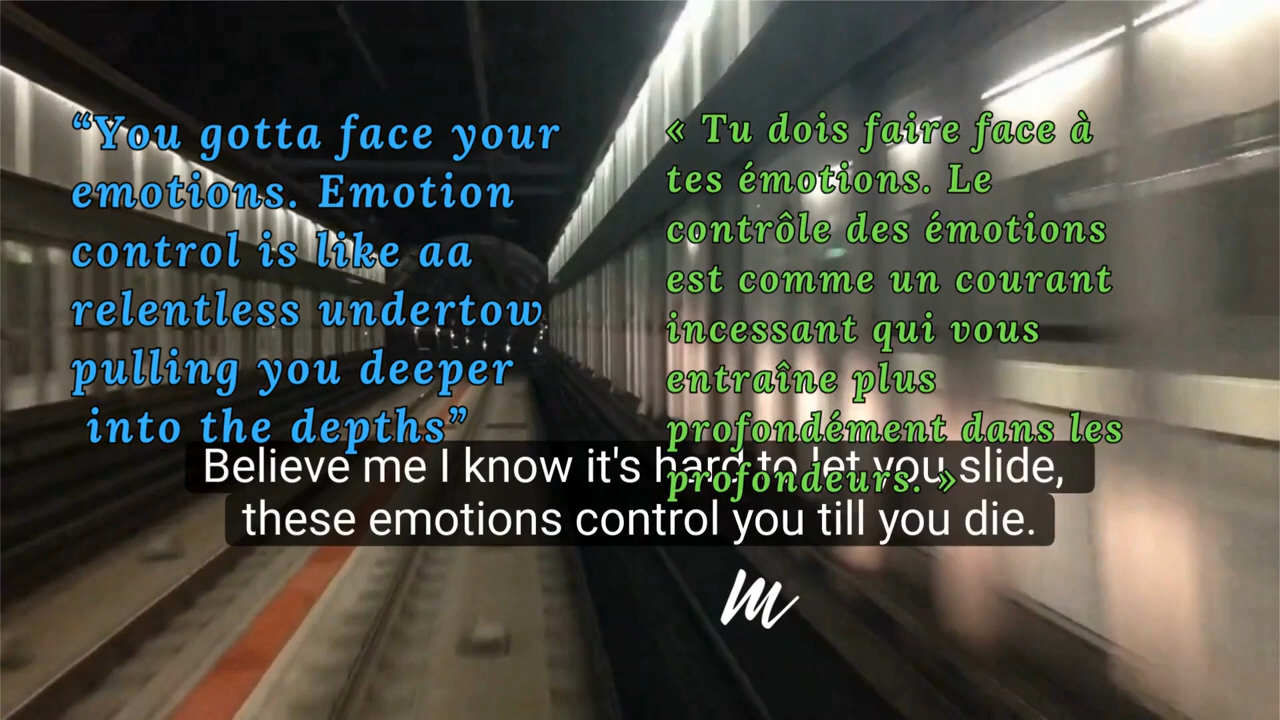 “You gotta face your
emotions. Emotion
control is like aa
relentless undertow
pulling you deeper
into the depths”
« Tu dois faire face à
tes émotions. Le
contrôle des émotions
est comme un courant
incessant qui vous
entraîne plus
profondément dans les
profondeurs. »
Believe me I know it's hard to let you slide,
these emotions control you till you die.
m